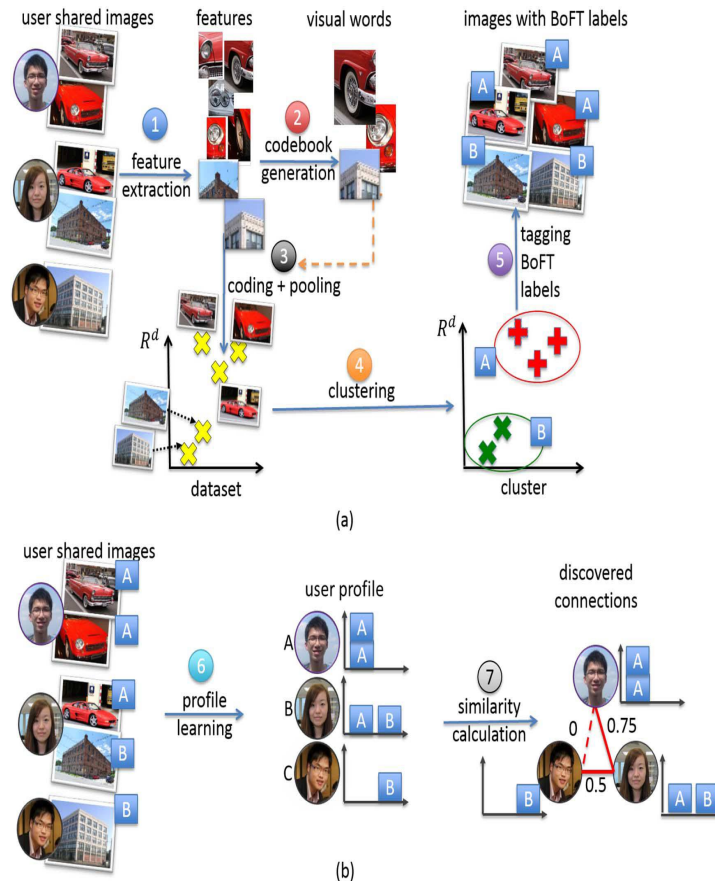 user shared images
features
visual words
images with BoFT labels
1
feature
extraction
2
codebook
generation
3
coding + pooling
A
A
A
B
B
5
tagging
BoFT
labels
R^d
dataset
4
clustering
R^d
A
B
cluster
(a)
user shared images
A
A
A
B
B
6
profile
learning
user profile
A
A
A
B
A B
C
B
7
similarity
calculation
discovered
connections
A
A
0
0.75
0.5
B
A B
(b)